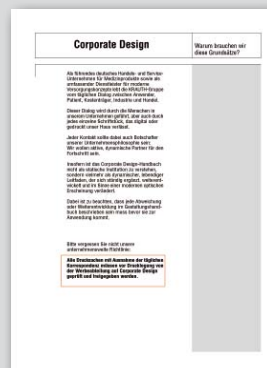 Corporate Design
Warum brauchen wir
diese Grundsätze?
Als führendes deutsches Handels- und Service-
Unternehmen für Medizinprodukte sowie als
umfassender Dienstleister für moderne
Versorgungskonzepte lebt die KRAUTH-Gruppe
vom täglichen Dialog zwischen Anwender,
Patient, Kostenträger, Industrie und Handel.
Dieser Dialog wird durch die Menschen in
unserem Unternehmen geführt, aber auch durch
jedes einzelne Schriftstück, das digital oder
gedruckt unser Haus verlässt.
Jeder Kontakt sollte dabei auch Botschafter
unserer Unternehmensphilosophie sein:
Wir wollen aktive, dynamische Partner für den
Fortschritt sein.
Insofern ist das Corporate Design-Handbuch
nicht als statische Institution zu verstehen,
sondern vielmehr als dynamischer, lebendiger
Leitfaden, der sich ständig ergänzt, weiterent-
wickelt und im Sinne einer modernen optischen
Erscheinung verändert.
Dabei ist zu beachten, dass jede Abweichung
oder Weiterentwicklung im Gestaltungshand-
buch beschrieben sein muss bevor sie zur
Anwendung kommt.
Bitte vergessen Sie nicht unsere
unternehmensweite Richtlinie:
Alle Drucksachen mit Ausnahme der täglichen
Korrespondenz müssen vor Drucklegung von
der Werbeabteilung auf Corporate Design
geprüft und freigegeben werden.